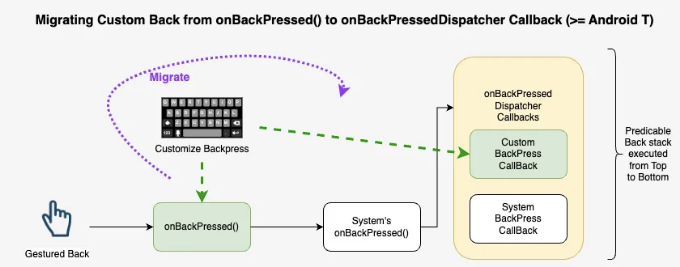 Migrating Custom Back from onBackPressed() to onBackPressedDispatcher Callback (>= Android T)
Migrate
Customize Backpress
Gestured Back
onBackPressed()
System's
onBackPressed()
onBackPressed
Dispatcher
Callbacks
Custom
BackPress
CallBack
System
BackPress
CallBack
Predicable
Back stack
executed
from Top
to Bottom